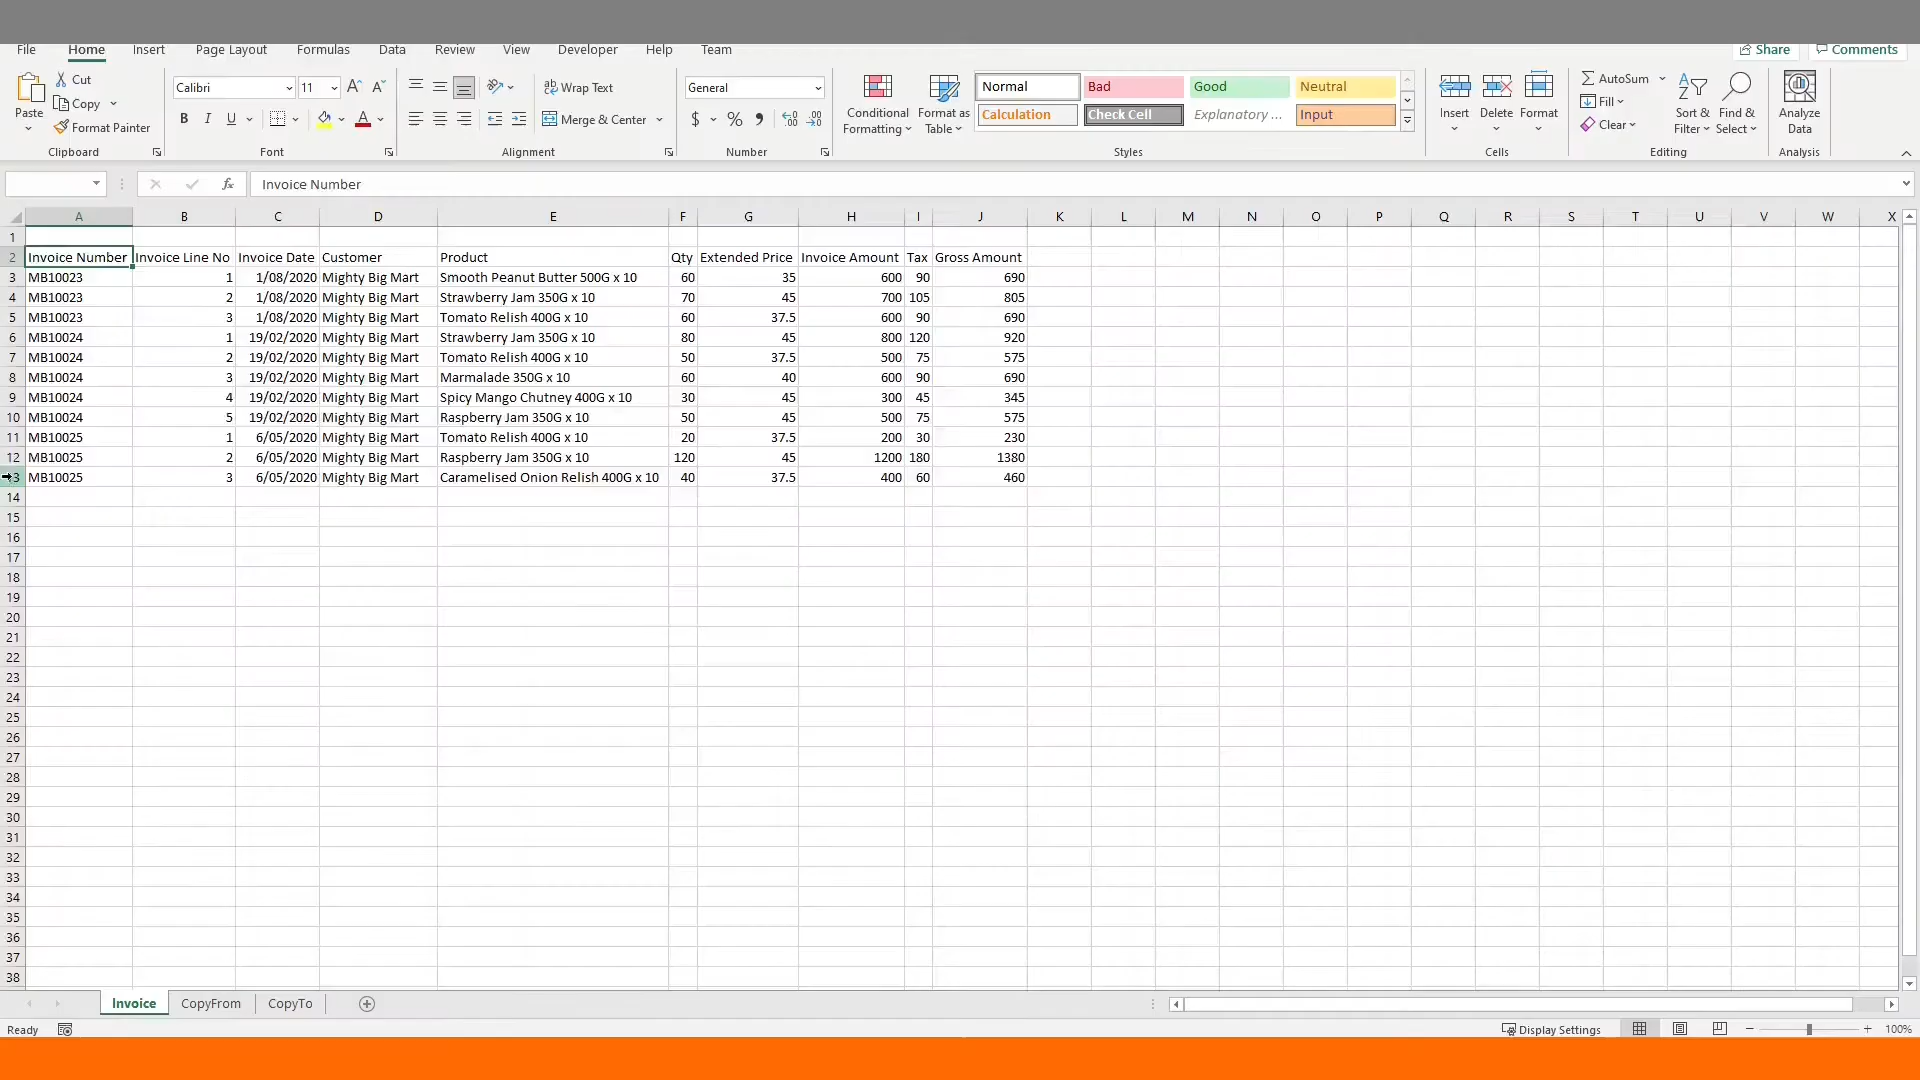 File Home Insert Page Layout Formulas Data Review View Developer Help Team Share Comments
Paste Cut Copy Format Painter Clipboard
Calibri 11 A A B I U A Font
Wrap Text Merge & Center Alignment
General $ % 9 Number
Conditional Formatting Format as Table
Normal Bad Good Neutral
Calculation Check Cell Explanatory ... Input
Styles
Insert Delete Format Cells
AutoSum Fill Clear Sort & Filter Find & Select Editing
Analyze Data Analysis
fx Invoice Number
A B C D E F G H I J K L M N O P Q R S T U V W X
1
2 Invoice Number Invoice Line No Invoice Date Customer Product Qty Extended Price Invoice Amount Tax Gross Amount
3 MB10023 1 1/08/2020 Mighty Big Mart Smooth Peanut Butter 500G x 10 60 35 600 90 690
4 MB10023 2 1/08/2020 Mighty Big Mart Strawberry Jam 350G x 10 70 45 700 105 805
5 MB10023 3 1/08/2020 Mighty Big Mart Tomato Relish 400G x 10 60 37.5 600 90 690
6 MB10024 1 19/02/2020 Mighty Big Mart Strawberry Jam 350G x 10 80 45 800 120 920
7 MB10024 2 19/02/2020 Mighty Big Mart Tomato Relish 400G x 10 50 37.5 500 75 575
8 MB10024 3 19/02/2020 Mighty Big Mart Marmalade 350G x 10 60 40 600 90 690
9 MB10024 4 19/02/2020 Mighty Big Mart Spicy Mango Chutney 400G x 10 30 45 300 45 345
10 MB10024 5 19/02/2020 Mighty Big Mart Raspberry Jam 350G x 10 50 45 500 75 575
11 MB10025 1 6/05/2020 Mighty Big Mart Tomato Relish 400G x 10 20 37.5 200 30 230
12 MB10025 2 6/05/2020 Mighty Big Mart Raspberry Jam 350G x 10 120 45 1200 180 1380
3 MB10025 3 6/05/2020 Mighty Big Mart Caramelised Onion Relish 400G x 10 40 37.5 400 60 460
14
15
16
17
18
19
20
21
22
23
24
25
26
27
28
29
30
31
32
33
34
35
36
37
38
Invoice CopyFrom CopyTo
Ready Display Settings 100%